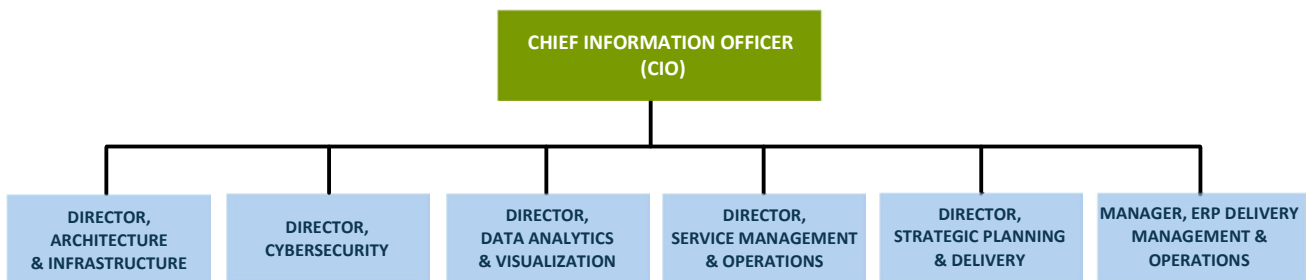 CHIEF INFORMATION OFFICER
(CIO)
DIRECTOR,
ARCHITECTURE
& INFRASTRUCTURE
DIRECTOR,
CYBERSECURITY
DIRECTOR,
DATA ANALYTICS
& VISUALIZATION
DIRECTOR,
SERVICE MANAGEMENT
& OPERATIONS
DIRECTOR,
STRATEGIC PLANNING
& DELIVERY
MANAGER, ERP DELIVERY
MANAGEMENT &
OPERATIONS